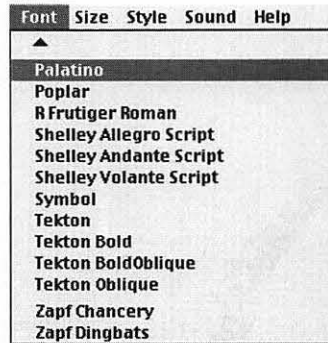 Font Size Style Sound Help
Palatino
Poplar
R Frutiger Roman
Shelley Allegro Script
Shelley Andante Script
Shelley Volante Script
Symbol
Tekton
Tekton Bold
Tekton BoldOblique
Tekton Oblique
Zapf Chancery
Zapf Dingbats